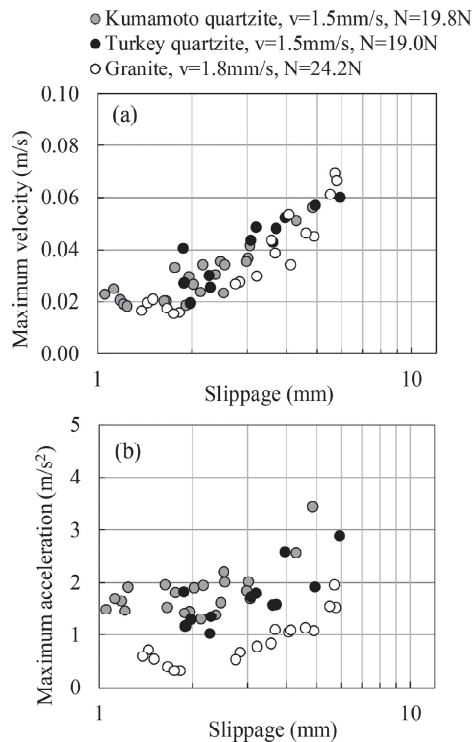 Kumamoto quartzite, v=1.5mm/s, N=19.8N
Turkey quartzite, v=1.5mm/s, N=19.0N
Granite, v=1.8mm/s, N=24.2N
(a)
Maximum velocity (m/s)
0.10
0.08
0.06
0.04
0.02
0.00
1
10
Slippage (mm)
(b)
Maximum acceleration (m/s²)
5
4
3
2
1
0
1
10
Slippage (mm)